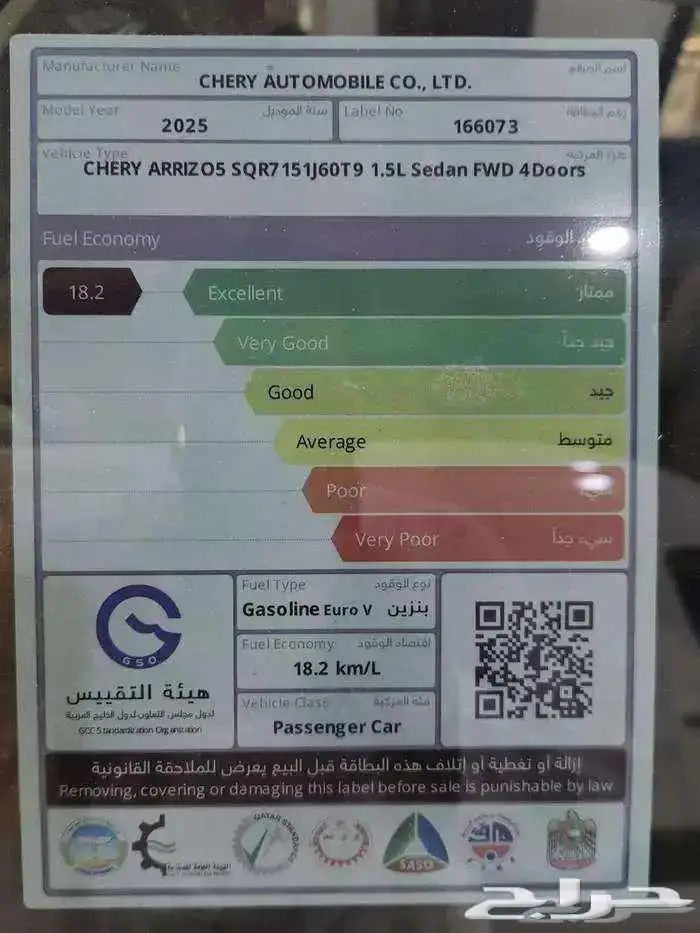 Manufacturer Name اسم الصانع
CHERY AUTOMOBILE CO., LTD.
Model Year سنة الموديل Label No رقم البطاقة
2025 166073
Vehicle Type طراز المركبة
CHERY ARRIZO5 SQR7151J60T9 1.5L Sedan FWD 4Doors
Fuel Economy الوقود
18.2 Excellent ممتاز
Very Good جيد جداً
Good جيد
Average متوسط
Poor
Very Poor سيء جداً
Fuel Type نوع الوقود
Gasoline Euro V بنزين
Fuel Economy اقتصاد الوقود
18.2 km/L
Vehicle Class فئة المركبة
Passenger Car
GSO
هيئة التقييس
لدول مجلس التعاون لدول الخليج العربية
GCC Standardization Organization
إزالة أو تغطية أو إتلاف هذه البطاقة قبل البيع يعرض للملاحقة القانونية
Removing, covering or damaging this label before sale is punishable by law
QATAR STANDARDS
SASO
حراج